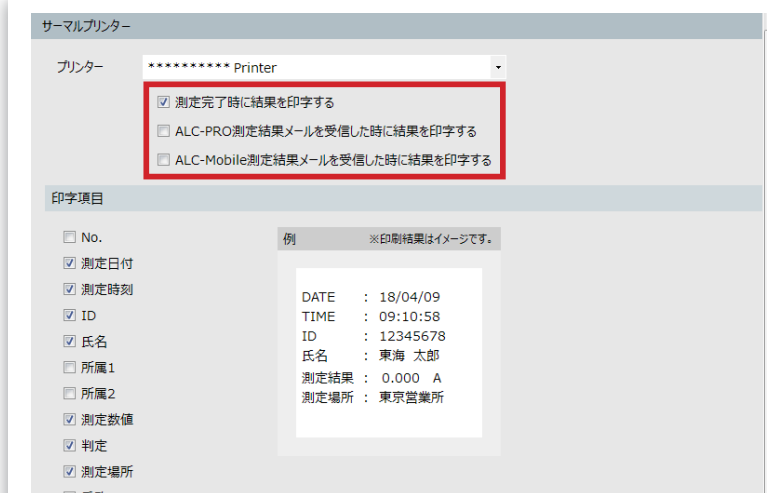 サーマルプリンター
プリンター
********** Printer
測定完了時に結果を印字する
ALC-PRO測定結果メールを受信した時に結果を印字する
ALC-Mobile測定結果メールを受信した時に結果を印字する
印字項目
No.
測定日付
測定時刻
ID
氏名
所属1
所属2
測定数値
判定
測定場所
例 ※印刷結果はイメージです。
DATE : 18/04/09
TIME : 09:10:58
ID : 12345678
氏名 : 東海 太郎
測定結果 : 0.000 A
測定場所 : 東京営業所